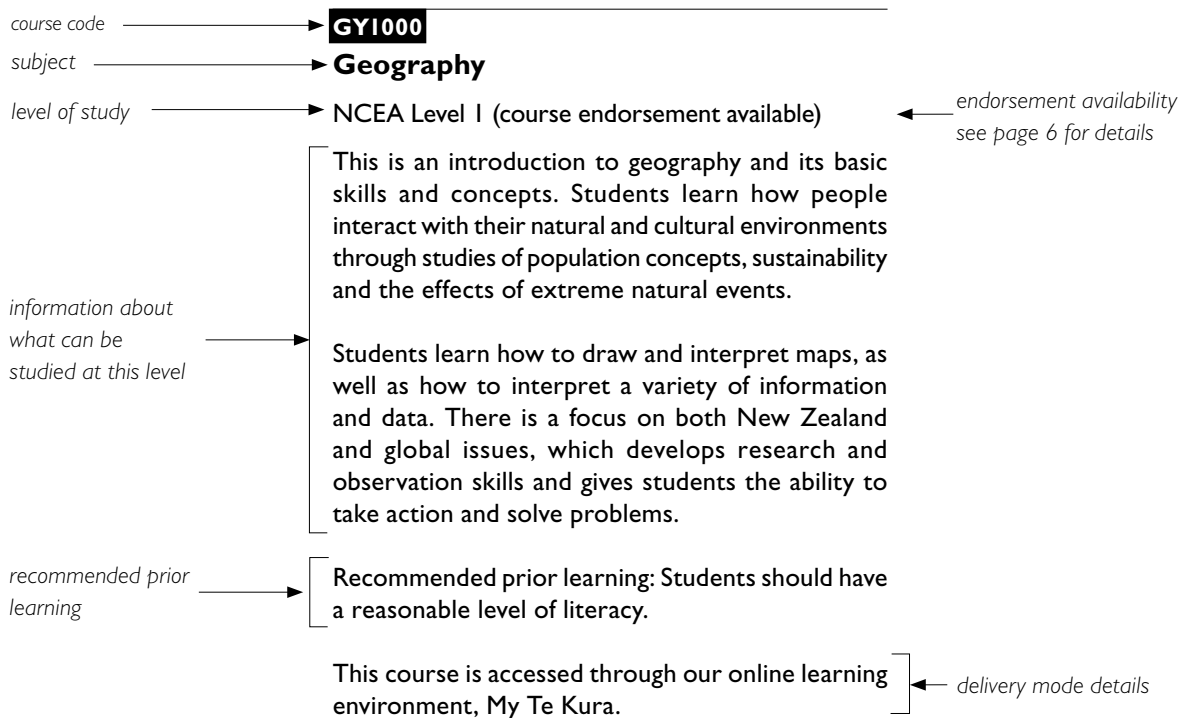 course code
GY1000
subject
Geography
level of study
NCEA Level 1 (course endorsement available)
endorsement availability
see page 6 for details
This is an introduction to geography and its basic
skills and concepts. Students learn how people
interact with their natural and cultural environments
through studies of population concepts, sustainability
and the effects of extreme natural events.
information about
what can be
studied at this level
Students learn how to draw and interpret maps, as
well as how to interpret a variety of information
and data. There is a focus on both New Zealand
and global issues, which develops research and
observation skills and gives students the ability to
take action and solve problems.
recommended prior
learning
Recommended prior learning: Students should have
a reasonable level of literacy.
This course is accessed through our online learning
environment, My Te Kura.
delivery mode details